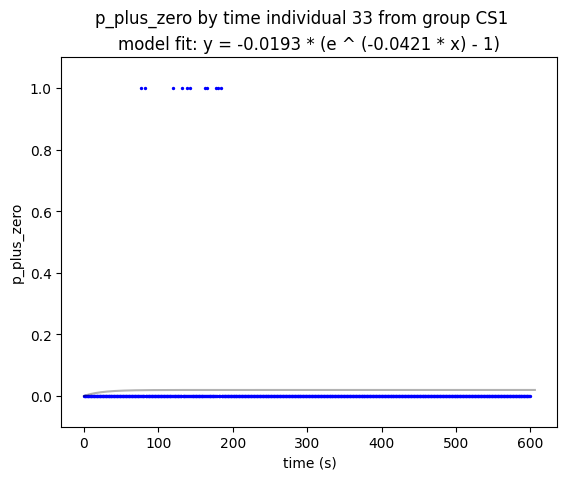 p_plus_zero by time individual 33 from group CS1
model fit: y = -0.0193 * (e ^ (-0.0421 * x) - 1)
1.0
0.8
0.6
0.4
0.2
0.0
p_plus_zero
0 100 200 300 400 500 600
time (s)